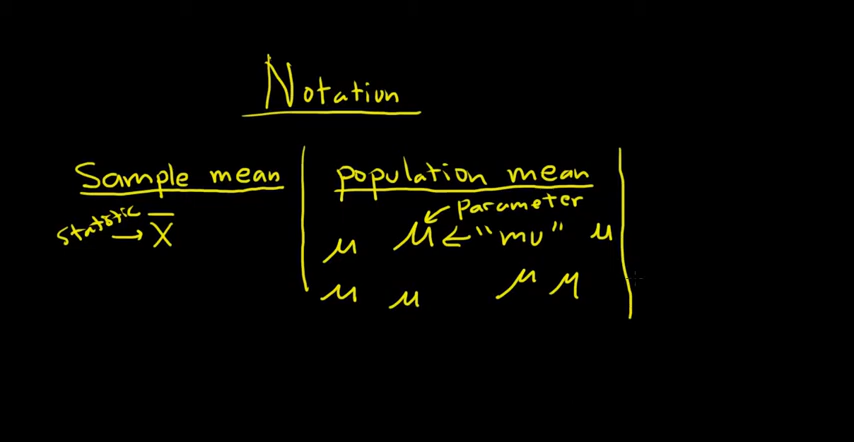 Notation
Sample mean
population mean
statistic → X̅
parameter
μ μ ← "mu" μ
μ μ μ μ